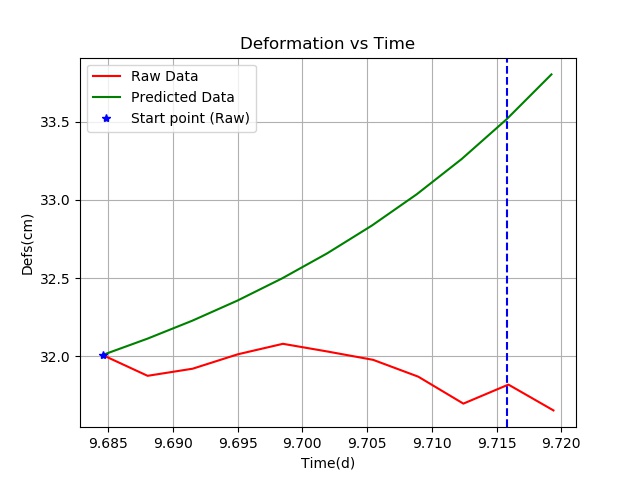 Deformation vs Time
Raw Data
Predicted Data
Start point (Raw)
33.5
33.0
32.5
32.0
Defs(cm)
9.685 9.690 9.695 9.700 9.705 9.710 9.715 9.720
Time(d)